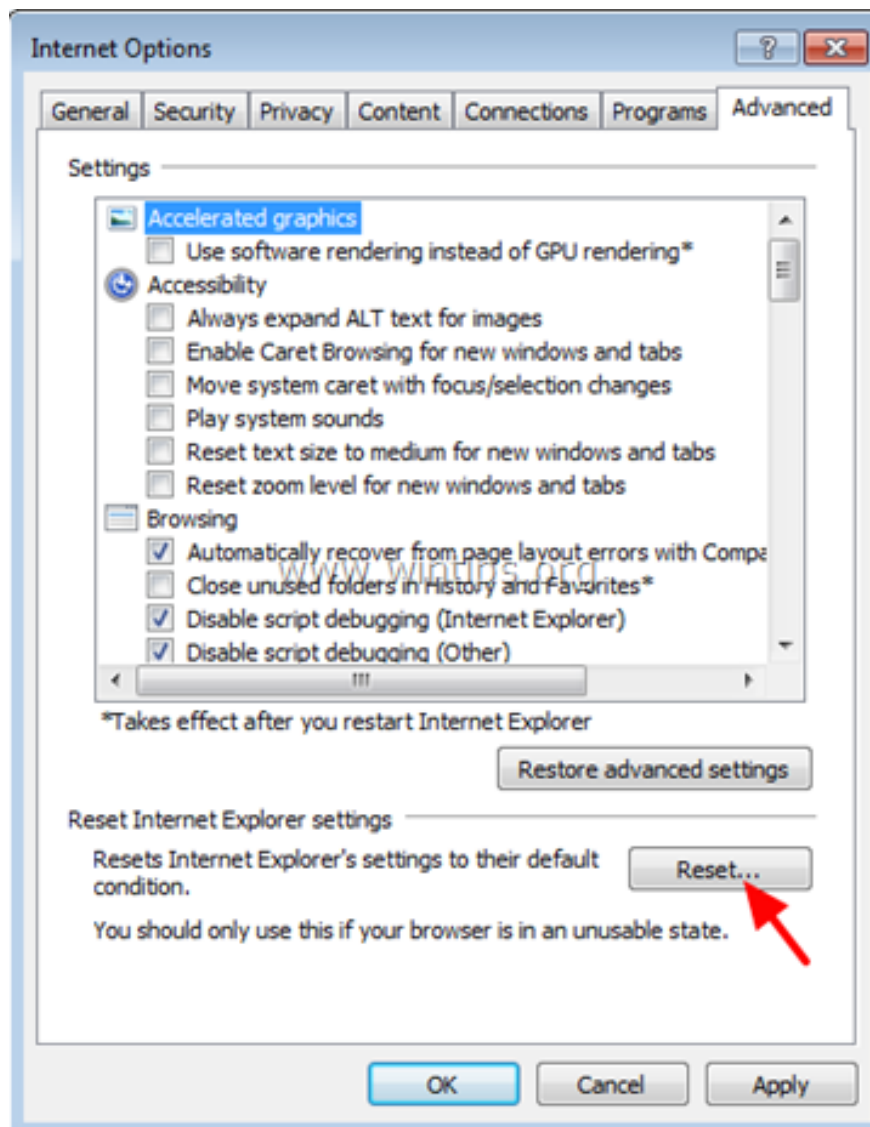 Internet Options
General Security Privacy Content Connections Programs Advanced
Settings
Accelerated graphics
Use software rendering instead of GPU rendering*
Accessibility
Always expand ALT text for images
Enable Caret Browsing for new windows and tabs
Move system caret with focus/selection changes
Play system sounds
Reset text size to medium for new windows and tabs
Reset zoom level for new windows and tabs
Browsing
Automatically recover from page layout errors with Compa
www.wintips.org
Close unused folders in History and Favorites*
Disable script debugging (Internet Explorer)
Disable script debugging (Other)
*Takes effect after you restart Internet Explorer
Restore advanced settings
Reset Internet Explorer settings
Resets Internet Explorer's settings to their default
condition.
Reset...
You should only use this if your browser is in an unusable state.
OK Cancel Apply